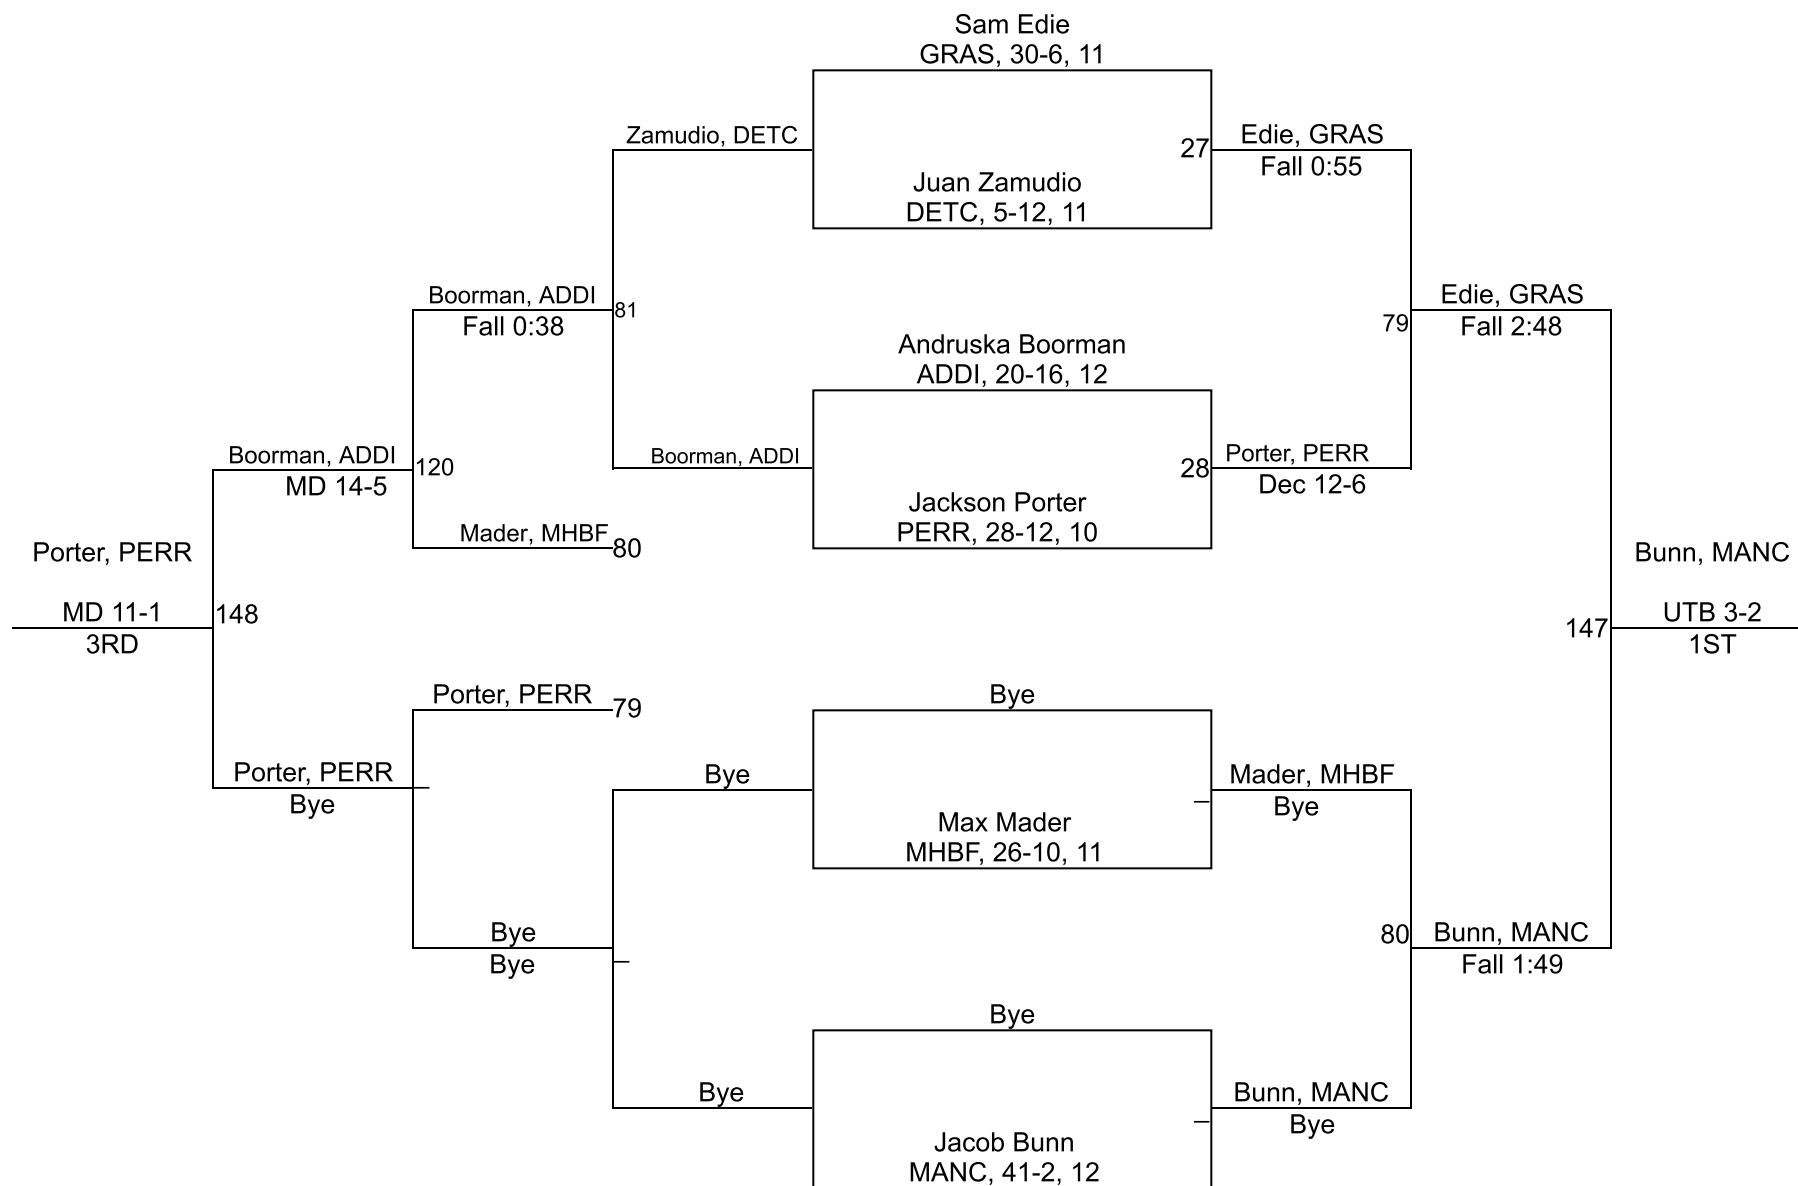 Sam Edie
GRAS, 30-6, 11
Zamudio, DETC
27
Edie, GRAS
Fall 0:55
Juan Zamudio
DETC, 5-12, 11
Boorman, ADDI
Fall 0:38
81
Edie, GRAS
Fall 2:48
79
Andruska Boorman
ADDI, 20-16, 12
Boorman, ADDI
MD 14-5
120
Boorman, ADDI
28
Porter, PERR
Dec 12-6
Jackson Porter
PERR, 28-12, 10
Mader, MHBF
80
Porter, PERR
MD 11-1
3RD
148
Bunn, MANC
147
UTB 3-2
1ST
Porter, PERR
79
Bye
Porter, PERR
Bye
Bye
Mader, MHBF
Bye
Max Mader
MHBF, 26-10, 11
Bye
Bye
80
Bunn, MANC
Fall 1:49
Bye
Bye
Bunn, MANC
Bye
Jacob Bunn
MANC, 41-2, 12